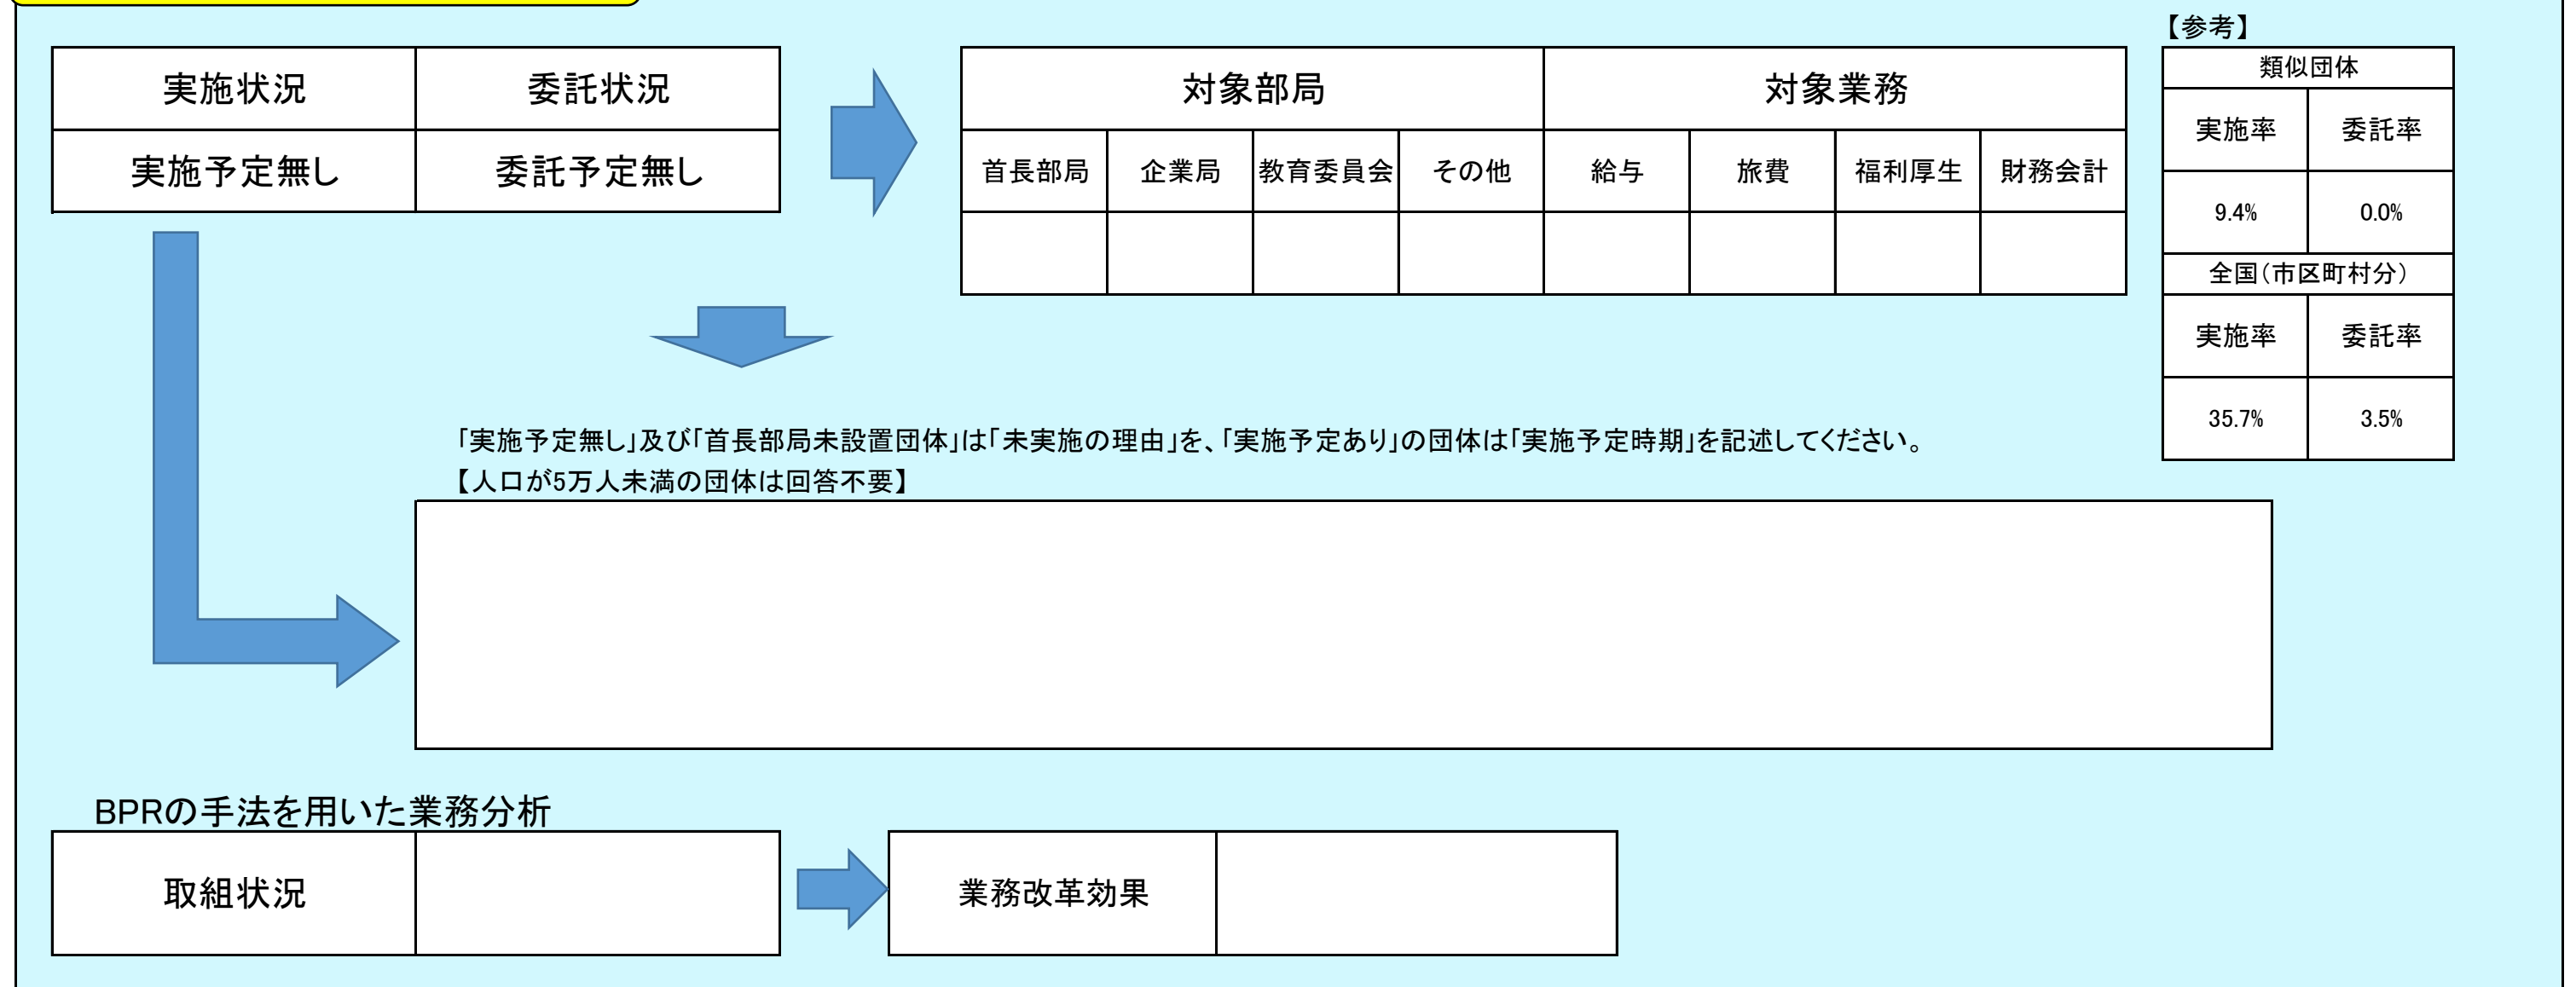 【参考】
実施状況 委託状況
実施予定無し 委託予定無し
対象部局 対象業務
首長部局 企業局 教育委員会 その他 給与 旅費 福利厚生 財務会計
類似団体
実施率 委託率
9.4% 0.0%
全国（市区町村分）
実施率 委託率
35.7% 3.5%
「実施予定無し」及び「首長部局未設置団体」は「未実施の理由」を、「実施予定あり」の団体は「実施予定時期」を記述してください。
【人口が5万人未満の団体は回答不要】
BPRの手法を用いた業務分析
取組状況
業務改革効果